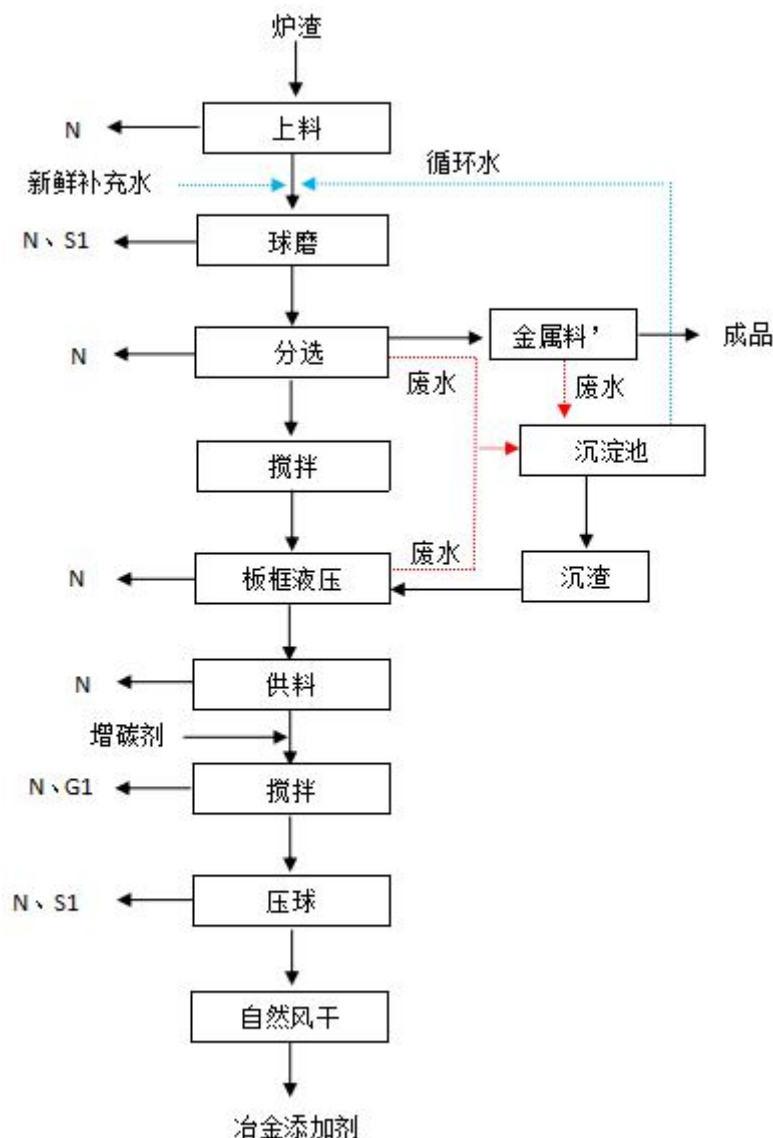 炉渣
N
上料
新鲜补充水
循环水
N、S1
球磨
N
分选
金属料’
成品
废水
废水
搅拌
沉淀池
N
板框液压
废水
沉渣
N
供料
增碳剂
N、G1
搅拌
N、S1
压球
自然风干
冶金添加剂